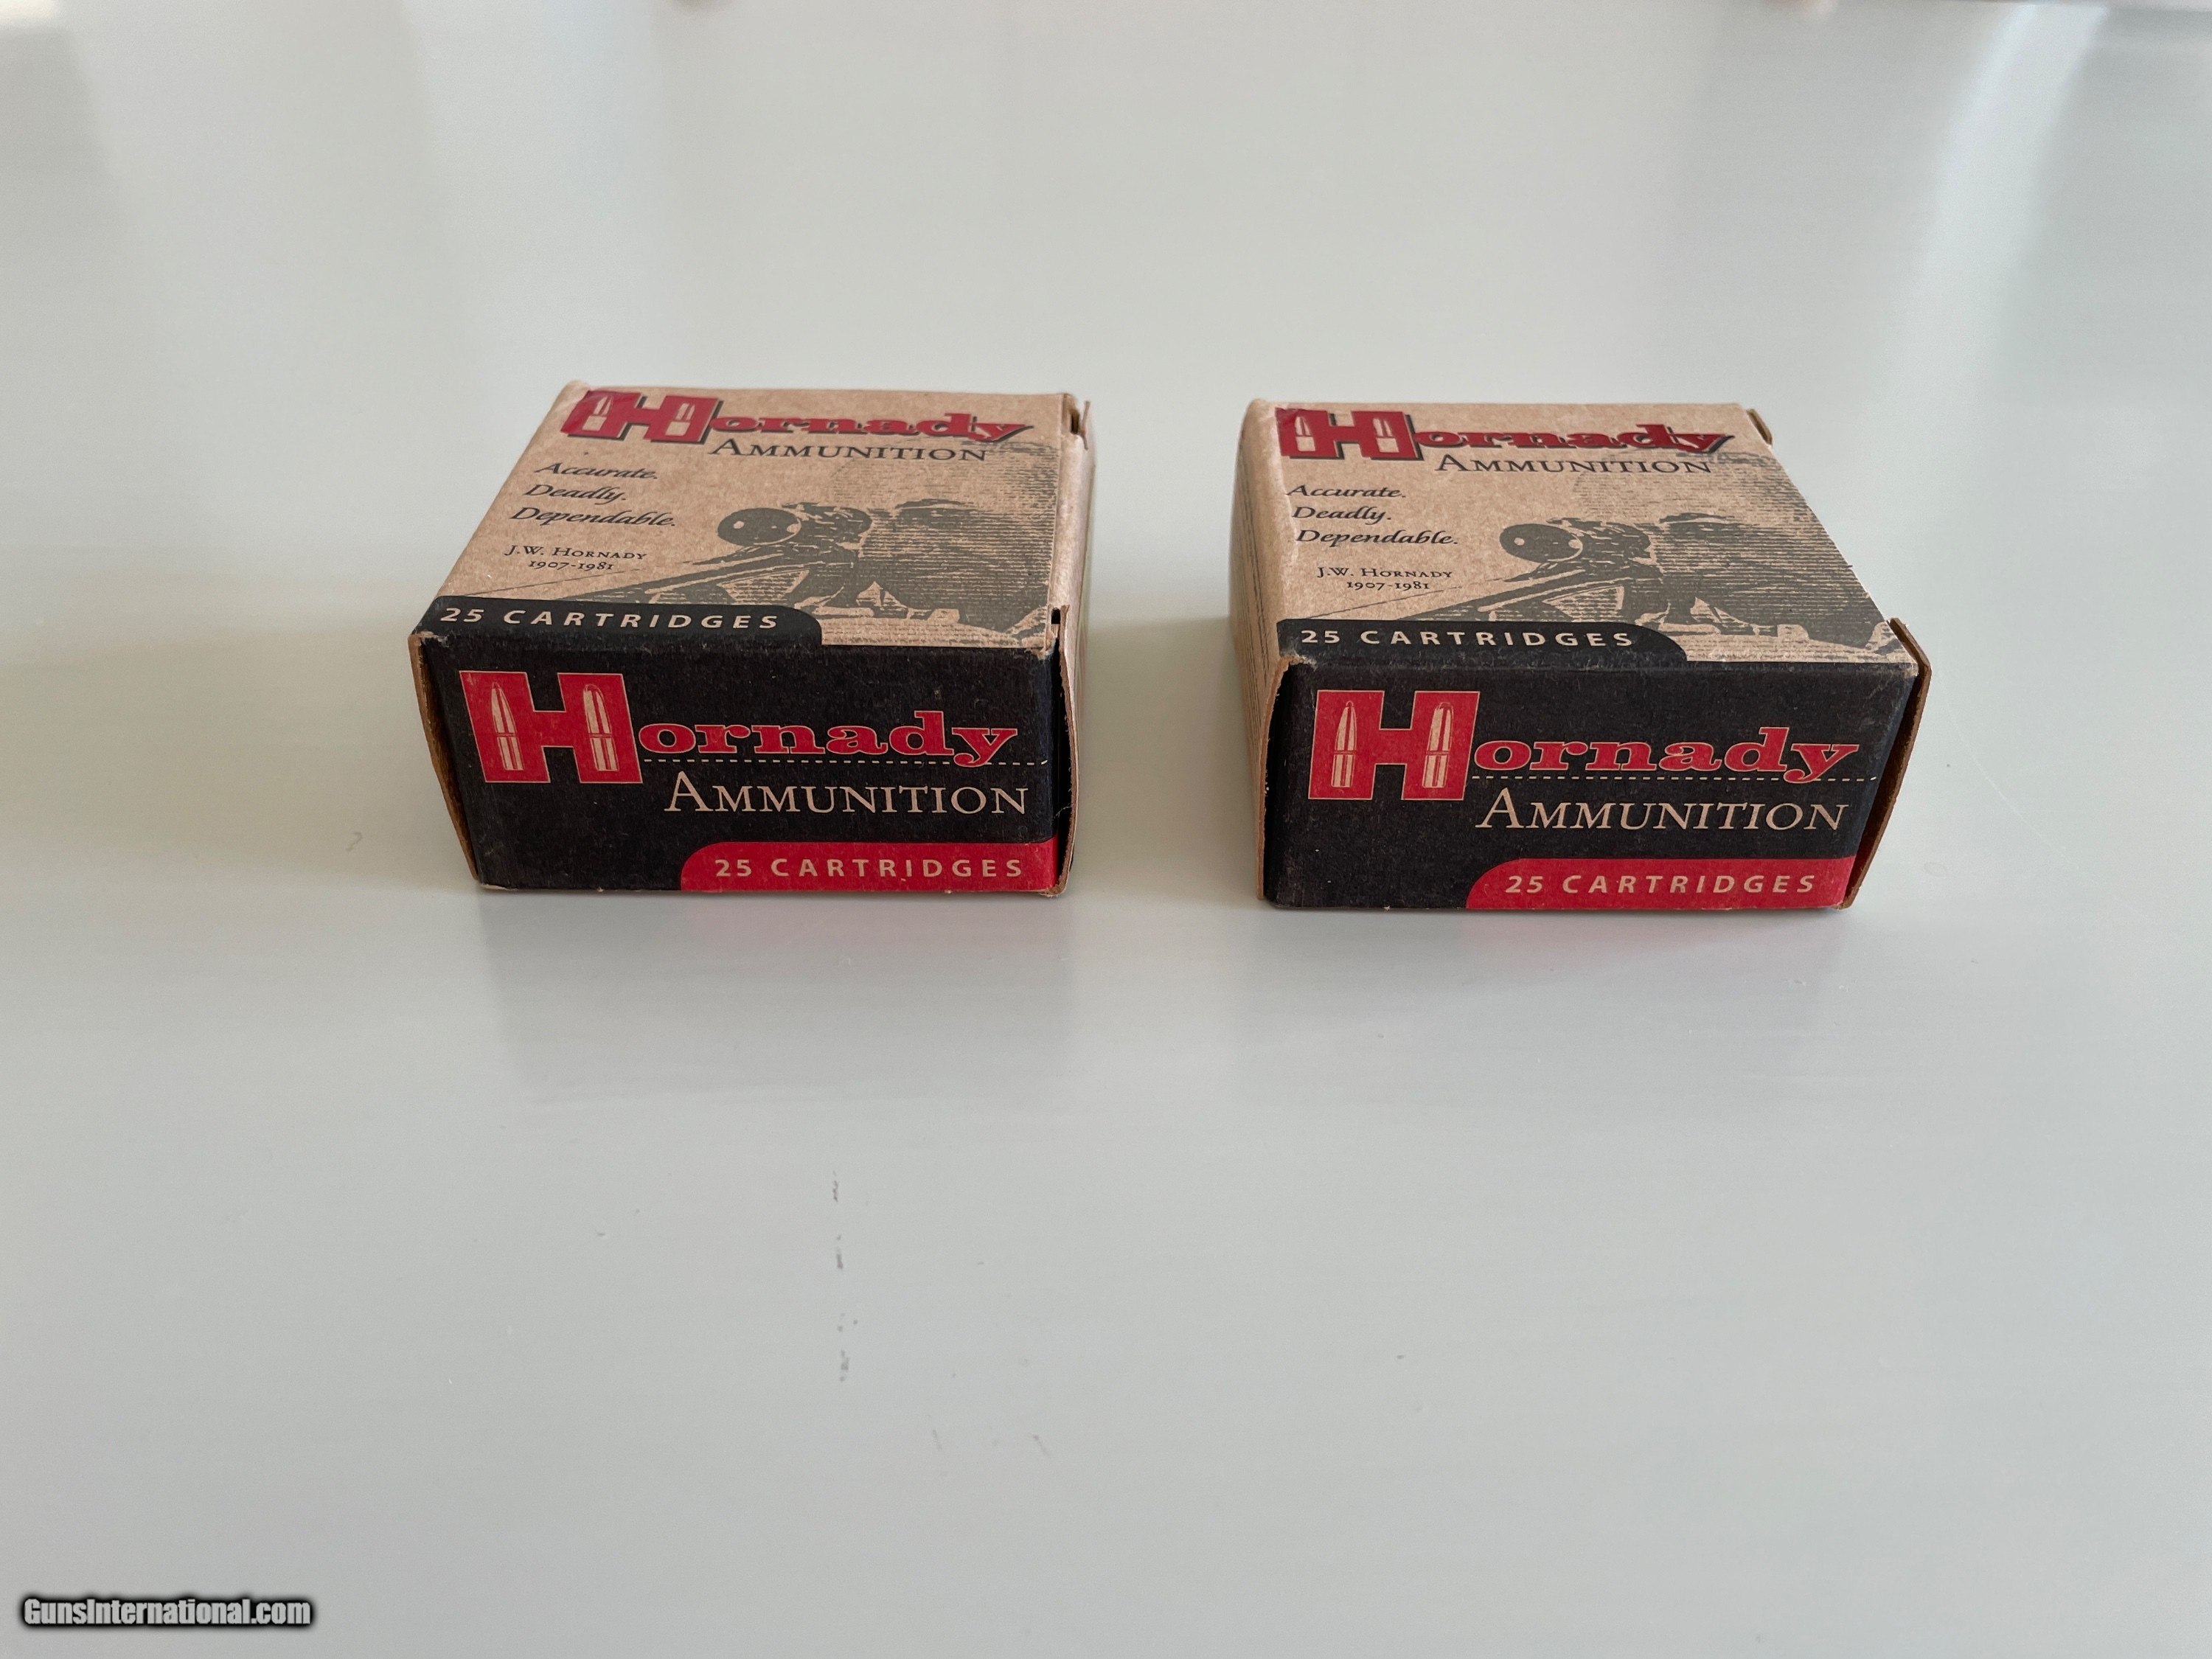 Hornady
AMMUNITION
Accurate.
Deadly.
Dependable.
J.W. HORNADY
1907-1981
25 CARTRIDGES
Hornady
AMMUNITION
25 CARTRIDGES
Hornady
AMMUNITION
Accurate.
Deadly.
Dependable.
J.W. HORNADY
1907-1981
25 CARTRIDGES
Hornady
AMMUNITION
25 CARTRIDGES
GunsInternational.com